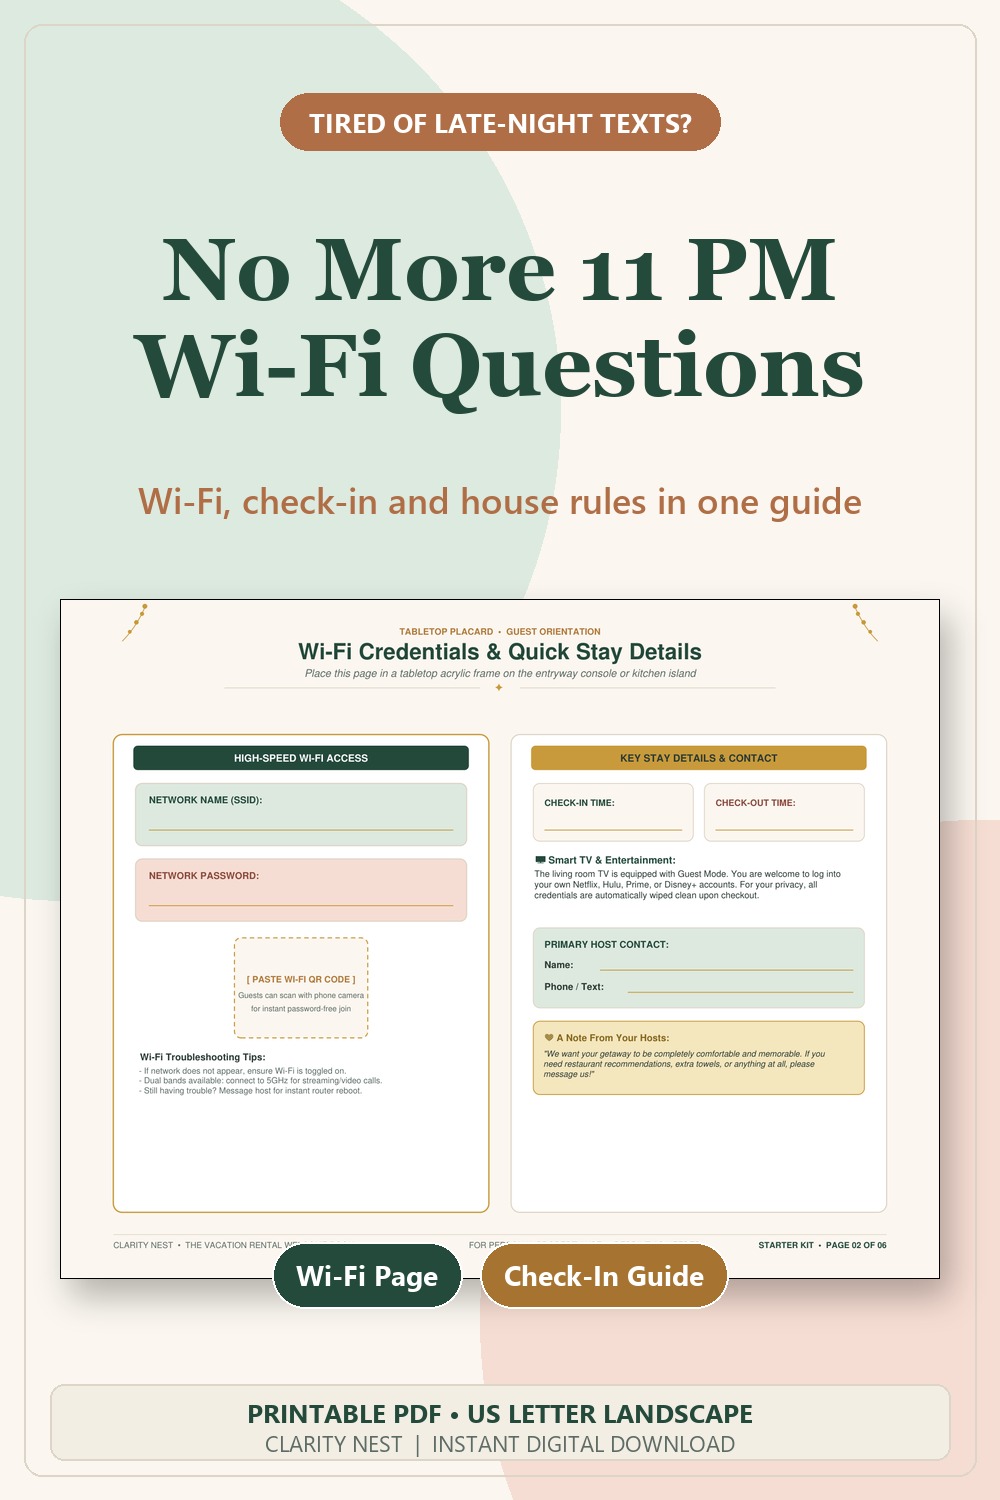 TIRED OF LATE-NIGHT TEXTS?
No More 11 PM
Wi-Fi Questions
Wi-Fi, check-in and house rules in one guide
TABLETOP PLACARD • GUEST ORIENTATION
Wi-Fi Credentials & Quick Stay Details
Place this page in a tabletop acrylic frame on the entryway console or kitchen island
HIGH-SPEED WI-FI ACCESS
NETWORK NAME (SSID):
NETWORK PASSWORD:
[ PASTE WI-FI QR CODE ]
Guests can scan with phone camera
for instant password-free join
Wi-Fi Troubleshooting Tips:
- If network does not appear, ensure Wi-Fi is toggled on.
- Dual bands available: connect to 5GHz for streaming/video calls.
- Still having trouble? Message host for instant router reboot.
KEY STAY DETAILS & CONTACT
CHECK-IN TIME:
CHECK-OUT TIME:
Smart TV & Entertainment:
The living room TV is equipped with Guest Mode. You are welcome to log into
your own Netflix, Hulu, Prime, or Disney+ accounts. For your privacy, all
credentials are automatically wiped clean upon checkout.
PRIMARY HOST CONTACT:
Name:
Phone / Text:
A Note From Your Hosts:
"We want your getaway to be completely comfortable and memorable. If you
need restaurant recommendations, extra towels, or anything at all, please
message us!"
CLARITY NEST • THE VACATION RENTAL
FOR
STARTER KIT • PAGE 02 OF 06
Wi-Fi Page
Check-In Guide
PRINTABLE PDF • US LETTER LANDSCAPE
CLARITY NEST | INSTANT DIGITAL DOWNLOAD